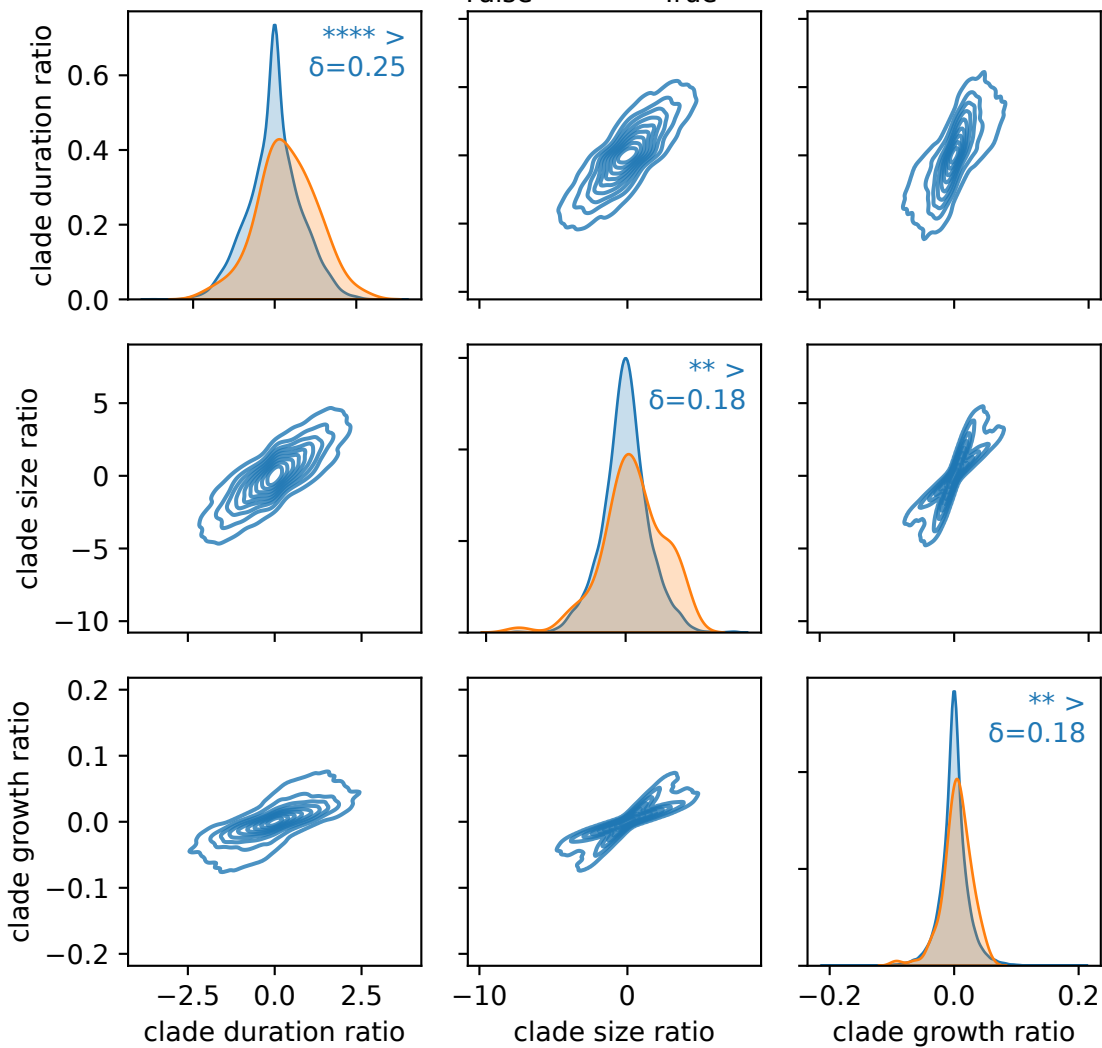 False True
clade duration ratio
0.6
0.4
0.2
0.0
**** >
δ=0.25
clade size ratio
5
0
−5
−10
** >
δ=0.18
clade growth ratio
0.2
0.1
0.0
−0.1
−0.2
** >
δ=0.18
−2.5 0.0 2.5
−10 0
−0.2 0.0 0.2
clade duration ratio
clade size ratio
clade growth ratio